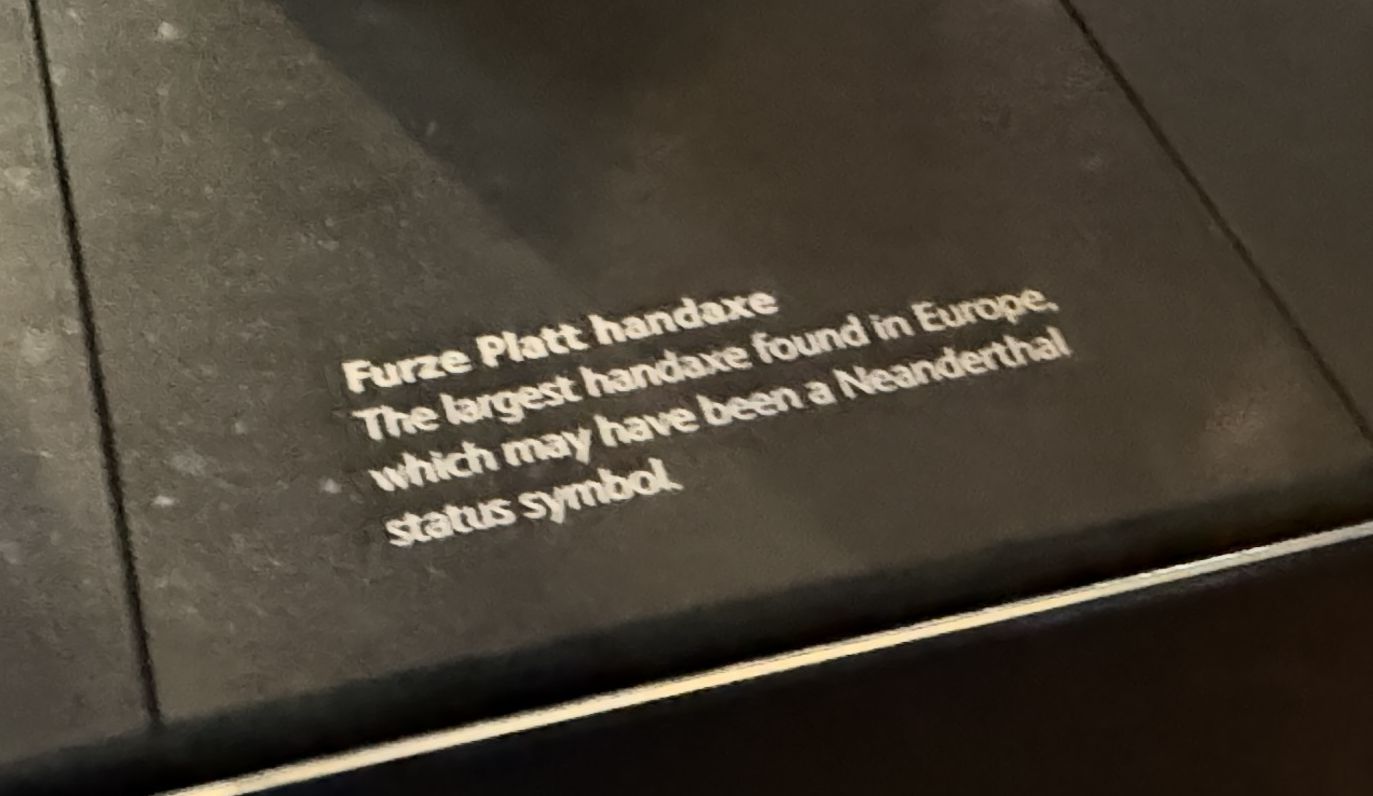 Furze Platt handaxe
The largest handaxe found in Europe,
which may have been a Neanderthal
status symbol.